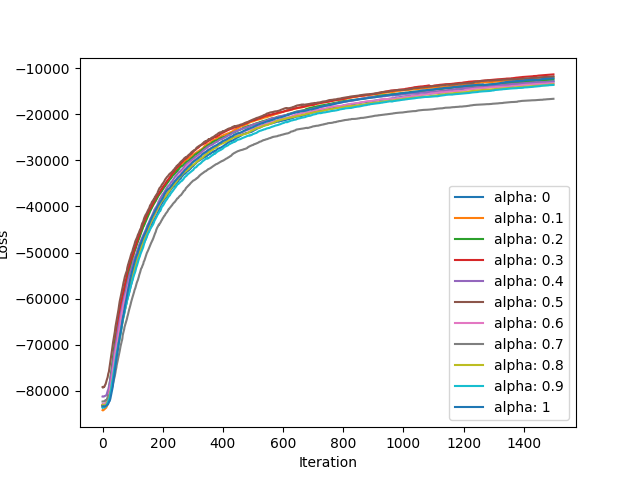 −10000
−20000
−30000
−40000
−50000
−60000
−70000
−80000
Loss
0 200 400 600 800 1000 1200 1400
Iteration
alpha: 0
alpha: 0.1
alpha: 0.2
alpha: 0.3
alpha: 0.4
alpha: 0.5
alpha: 0.6
alpha: 0.7
alpha: 0.8
alpha: 0.9
alpha: 1